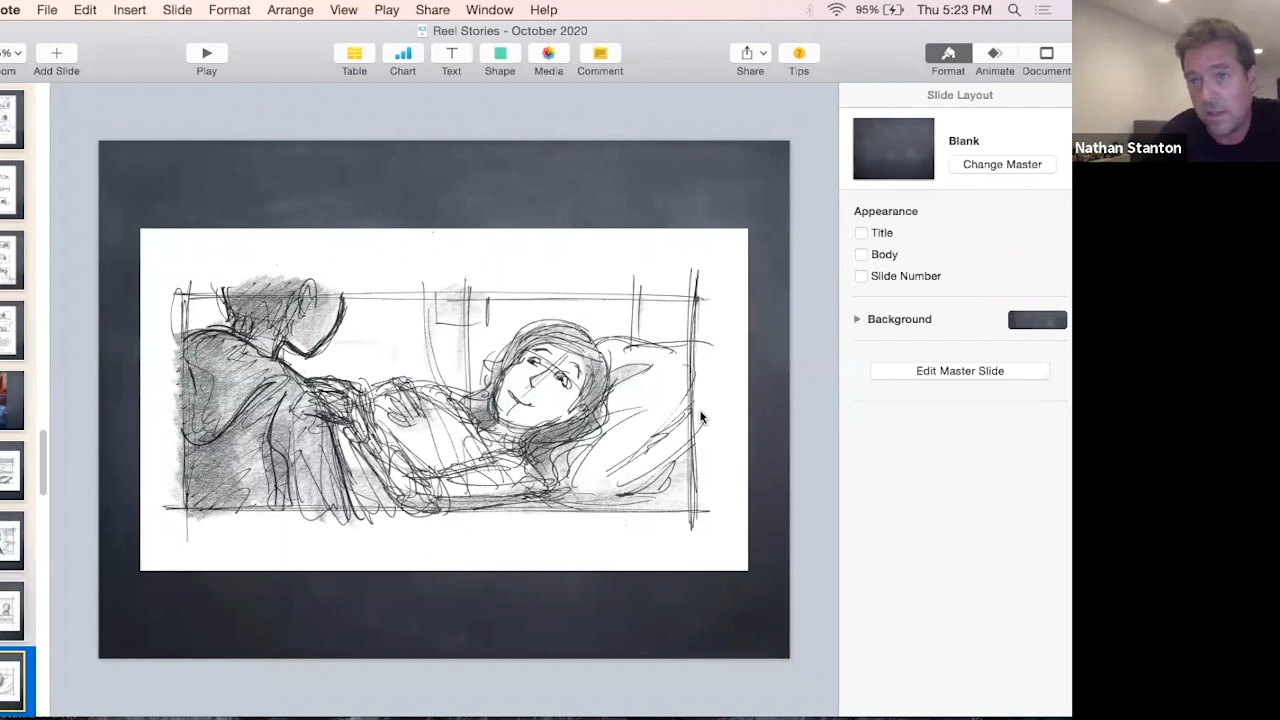 ote File Edit Insert Slide Format Arrange View Play Share Window Help 95% Thu 5:23 PM
Reel Stories - October 2020
%
oom Add Slide Play Table Chart Text Shape Media Comment Share Tips Format Animate Document
Slide Layout
Blank
Change Master
Appearance
Title
Body
Slide Number
Background
Edit Master Slide
Nathan Stanton